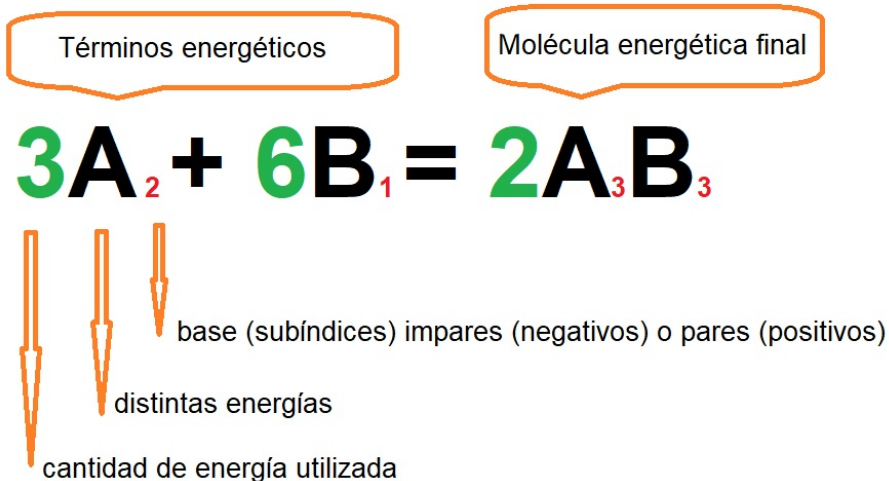 Términos energéticos
Molécula energética final
3A₂ + 6B₁ = 2A₃B₃
base (subíndices) impares (negativos) o pares (positivos)
distintas energías
cantidad de energía utilizada